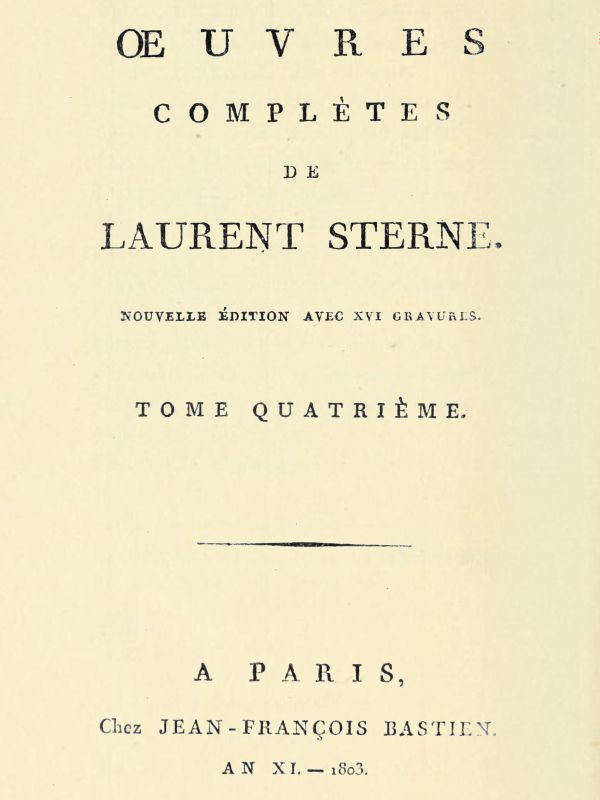 ŒUVRES
COMPLÈTES
DE
LAURENT STERNE.
NOUVELLE ÉDITION AVEC XVI GRAVURES.
TOME QUATRIÈME.
A PARIS,
Chez JEAN-FRANÇOIS BASTIEN.
AN XI. — 1803.